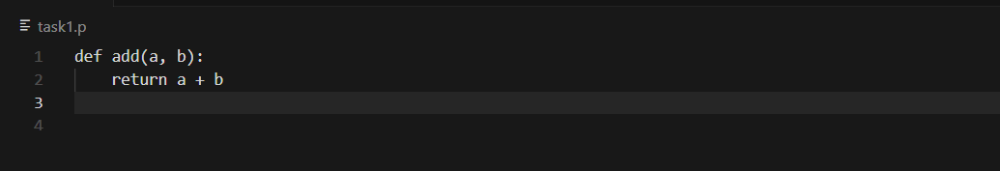 task1.p
1 def add(a, b):
2     return a + b
3
4